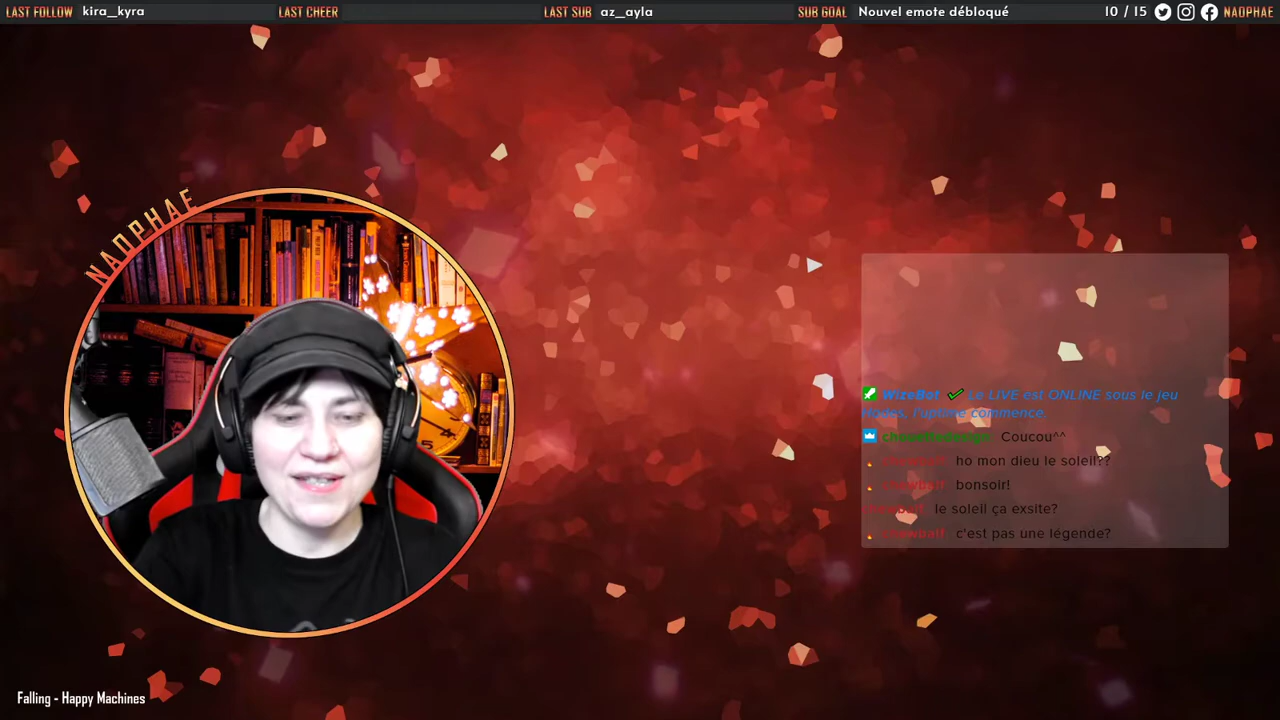 LAST FOLLOW kira_kyra LAST CHEER LAST SUB az_ayla SUB GOAL Nouvel emote débloqué 10 / 15 NAOPHAE
NAOPHAE
WizeBot Le LIVE est ONLINE sous le jeu
commence.
Coucou^^
ho mon dieu le soleil??
bonsoir!
le soleil ça exsite?
c'est pas une légende?
Falling - Happy Machines